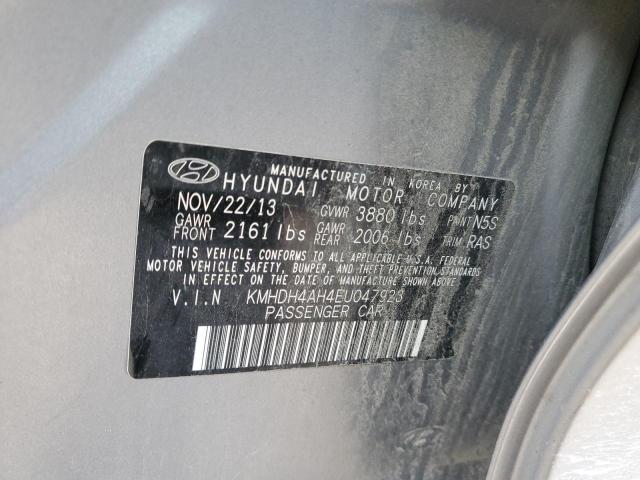 MANUFACTURED IN KOREA BY
HYUNDAI MOTOR COMPANY
NOV/22/13 GVWR 3880 lbs PAINT N5S
GAWR FRONT 2161 lbs GAWR REAR 2006 lbs TRIM RAS
THIS VEHICLE CONFORMS TO ALL APPLICABLE U.S.A. FEDERAL
MOTOR VEHICLE SAFETY, BUMPER, AND THEFT PREVENTION STANDARDS
IN EFFECT ON THE DATE OF MANUFACTURE SHOWN ABOVE
V.I.N KMHDH4AH4EU047923
PASSENGER CAR